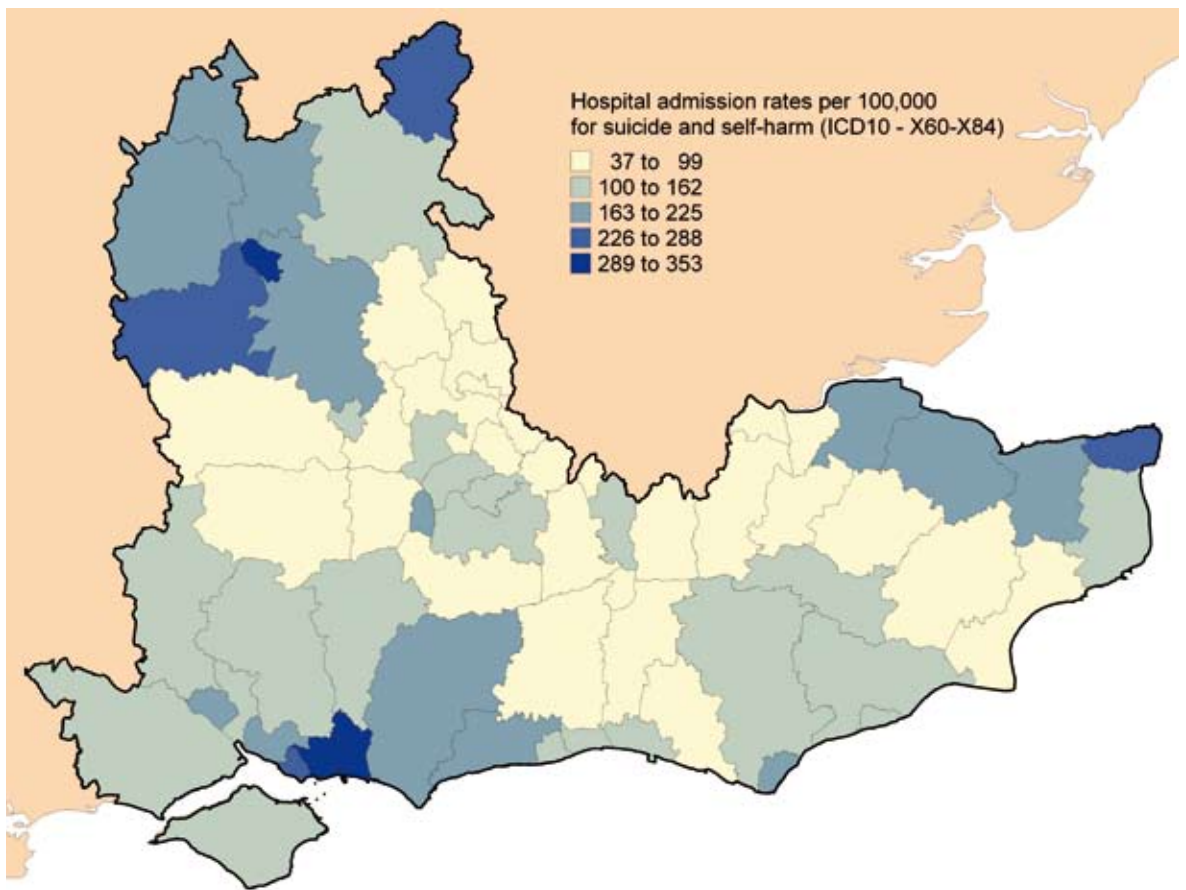 Hospital admission rates per 100,000
for suicide and self-harm (ICD10 - X60-X84)
37 to 99
100 to 162
163 to 225
226 to 288
289 to 353